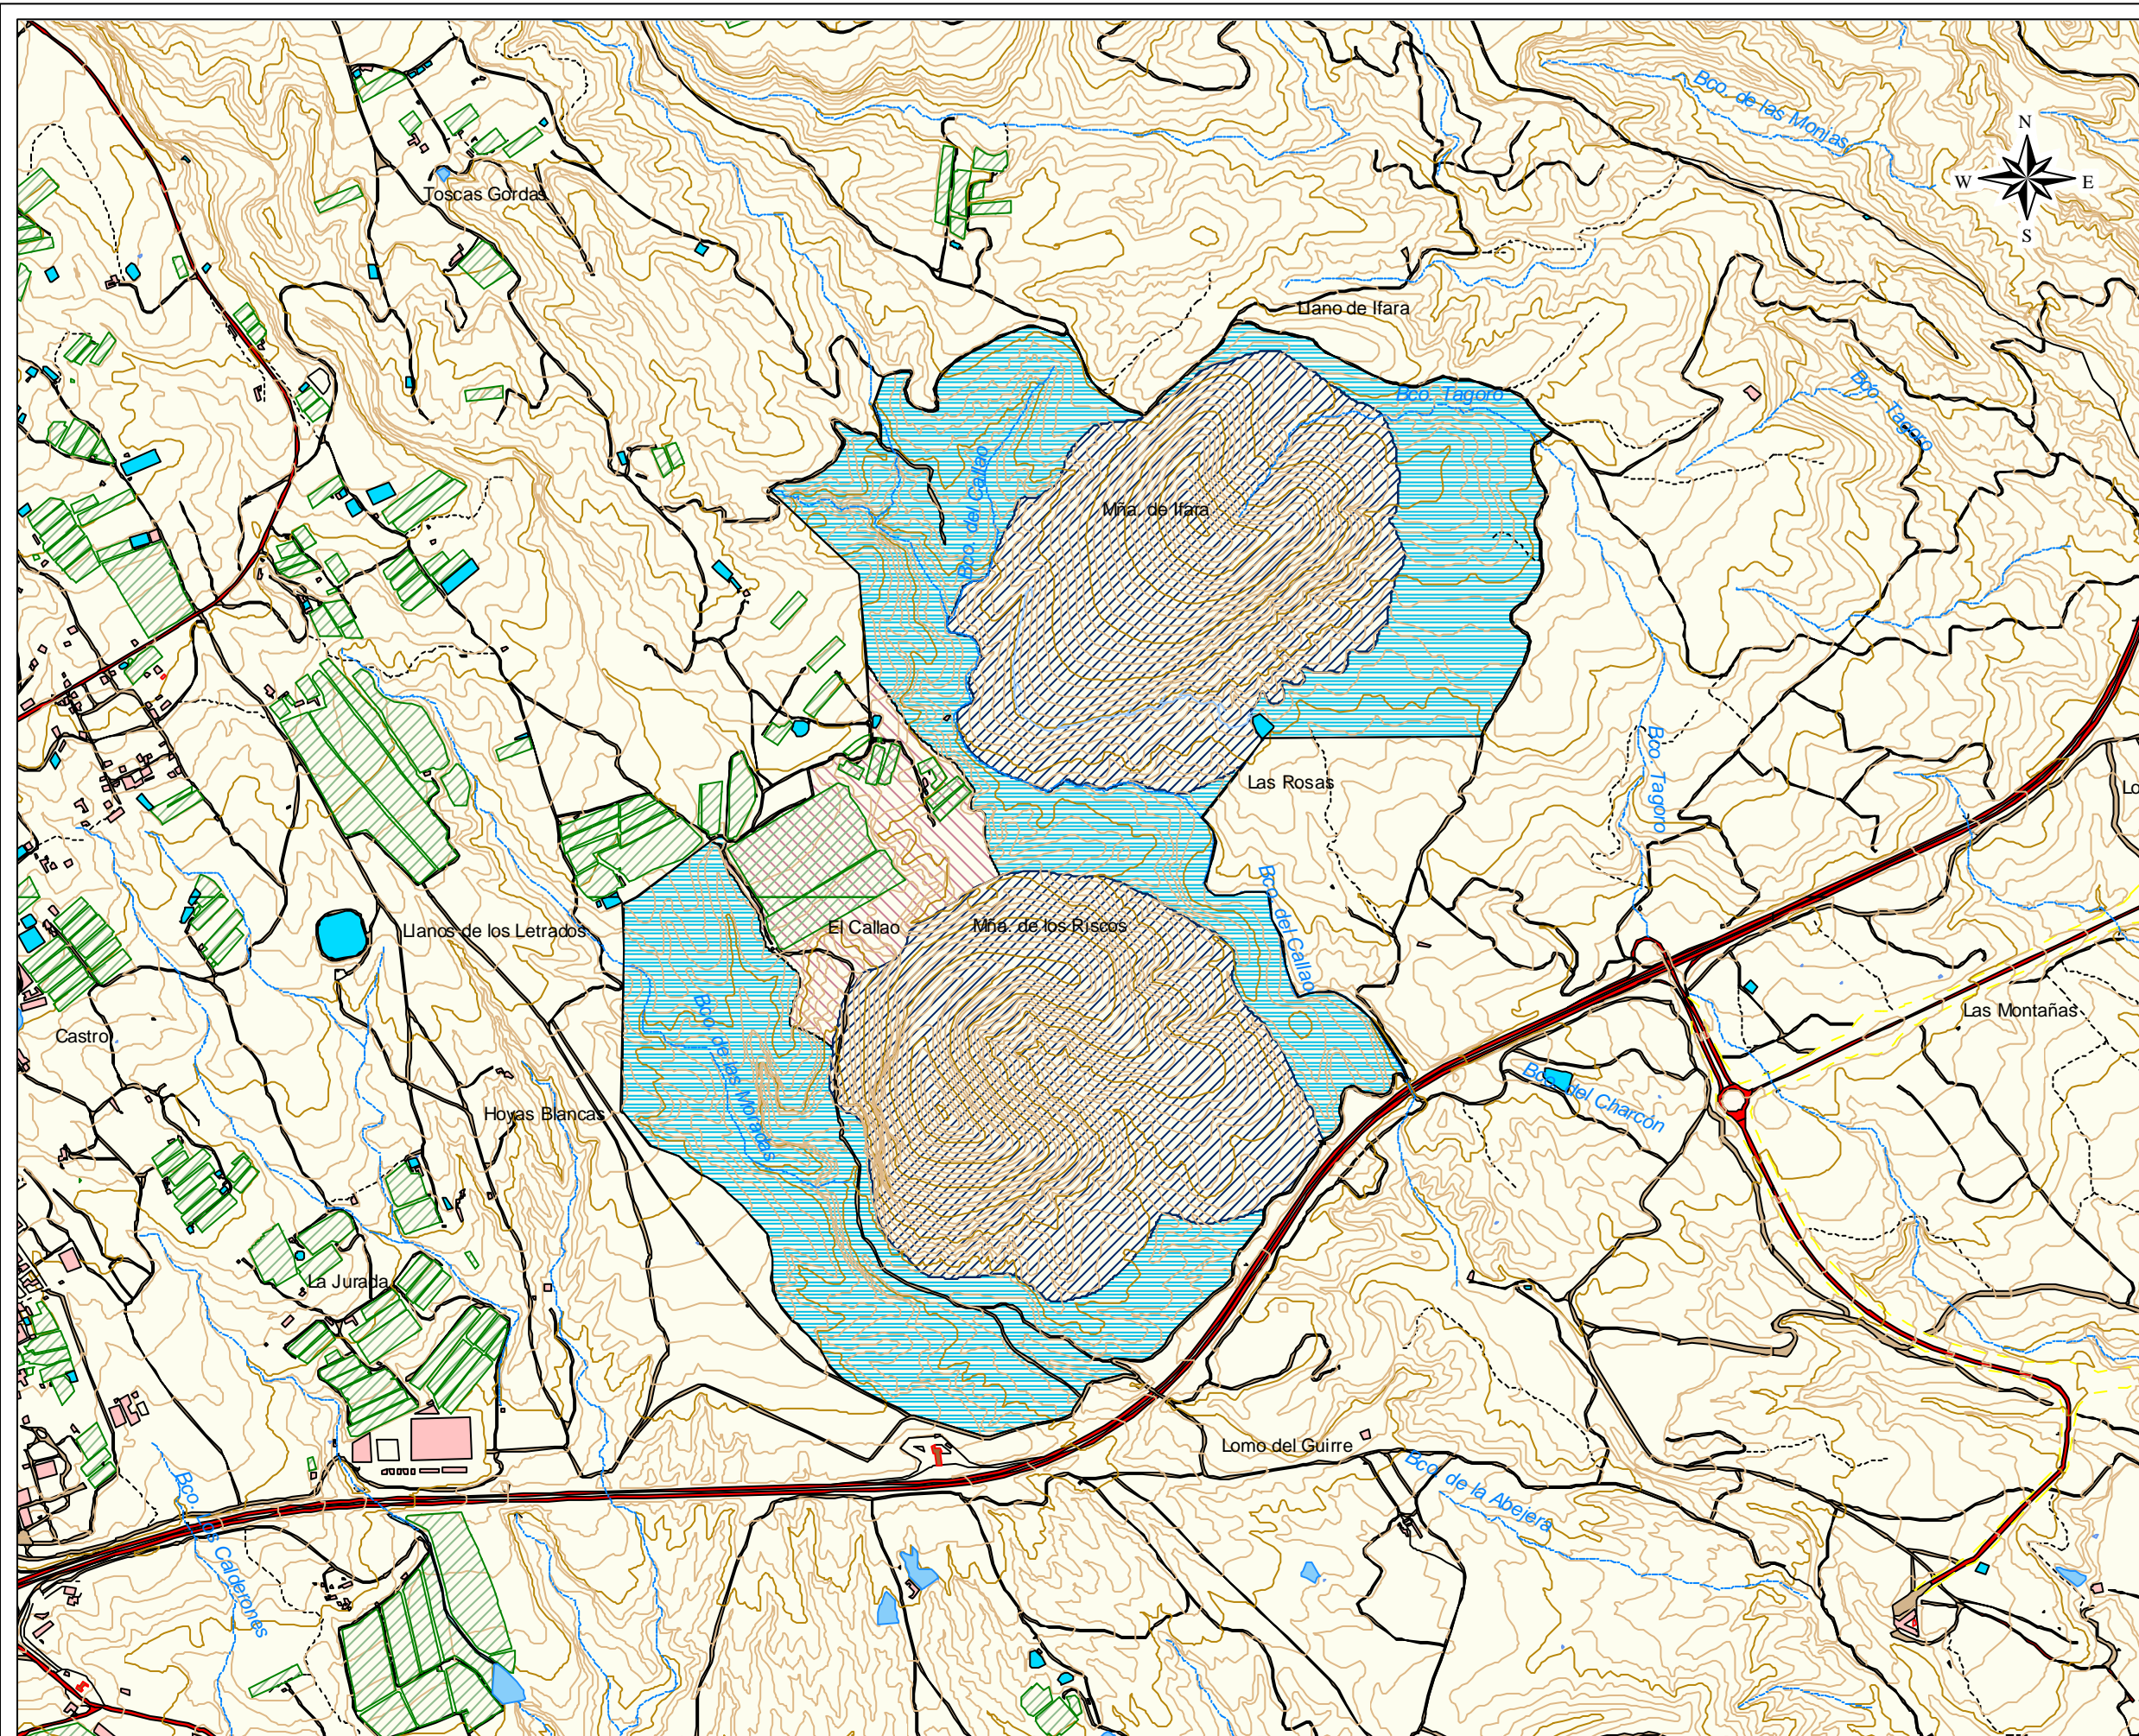 Bco. de las Monjas
N
W
E
S
Toscas Gordas
Llano de Ifara
Bco. Tagoro
Bco. Tagoro
Bco. del Callao
Mña. de Ifara
Bco. Tagoro
Las Rosas
Lo
Bco. del Callao
El Callao
Mña. de los Riscos
Llanos de los Letrados
Bco. de las Moradas
Las Montañas
Castro
Bco. del Charcón
Hoyas Blancas
La Jurada
Lomo del Guirre
Bco. de la Abejera
Bco. Los Calderones